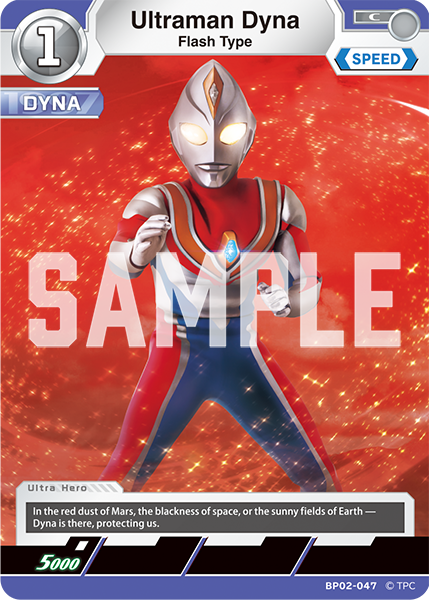 1
Ultraman Dyna
Flash Type
C
SPEED
DYNA
SAMPLE
Ultra Hero
In the red dust of Mars, the blackness of space, or the sunny fields of Earth —
Dyna is there, protecting us.
5000
BP02-047 © TPC